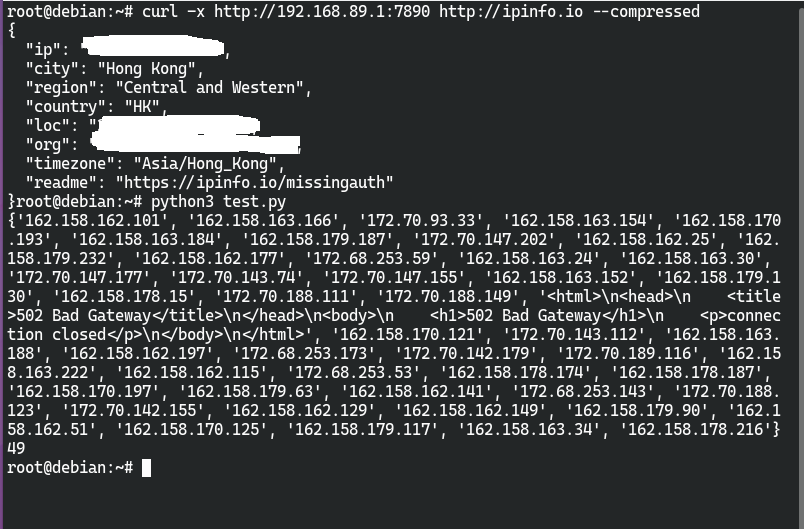 root@debian:~# curl -x http://192.168.89.1:7890 http://ipinfo.io --compressed
{
  "ip": ,
  "city": "Hong Kong",
  "region": "Central and Western",
  "country": "HK",
  "loc": "
  "org":
  "timezone": "Asia/Hong_Kong",
  "readme": "https://ipinfo.io/missingauth"
}root@debian:~# python3 test.py
{'162.158.162.101', '162.158.163.166', '172.70.93.33', '162.158.163.154', '162.158.170
.193', '162.158.163.184', '162.158.179.187', '172.70.147.202', '162.158.162.25', '162.
158.179.232', '162.158.162.177', '172.68.253.59', '162.158.163.24', '162.158.163.30',
'172.70.147.177', '172.70.143.74', '172.70.147.155', '162.158.163.152', '162.158.179.1
30', '162.158.178.15', '172.70.188.111', '172.70.188.149', '<html>\n<head>\n    <title
>502 Bad Gateway</title>\n</head>\n<body>\n    <h1>502 Bad Gateway</h1>\n    <p>connec
tion closed</p>\n</body>\n</html>', '162.158.170.121', '172.70.143.112', '162.158.163.
188', '162.158.162.197', '172.68.253.173', '172.70.142.179', '172.70.189.116', '162.15
8.163.222', '162.158.162.115', '172.68.253.53', '162.158.178.174', '162.158.178.187',
'162.158.170.197', '162.158.179.63', '162.158.162.141', '172.68.253.143', '172.70.188.
123', '172.70.142.155', '162.158.162.129', '162.158.162.149', '162.158.179.90', '162.1
58.162.51', '162.158.170.125', '162.158.179.117', '162.158.163.34', '162.158.178.216'}
49
root@debian:~#